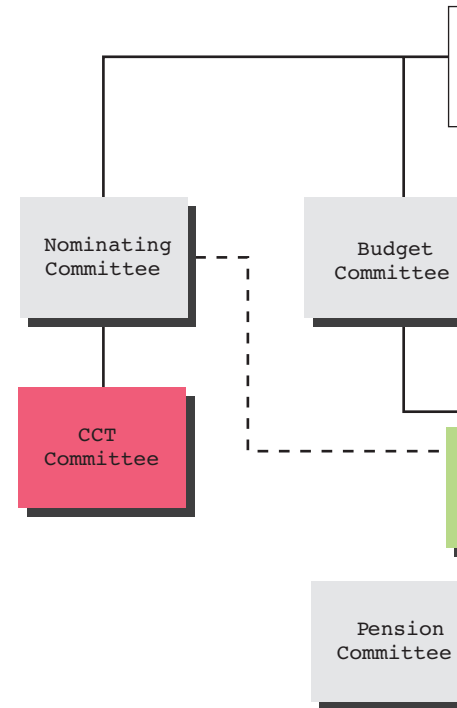 Nominating
Committee
Budget
Committee
CCT
Committee
Pension
Committee